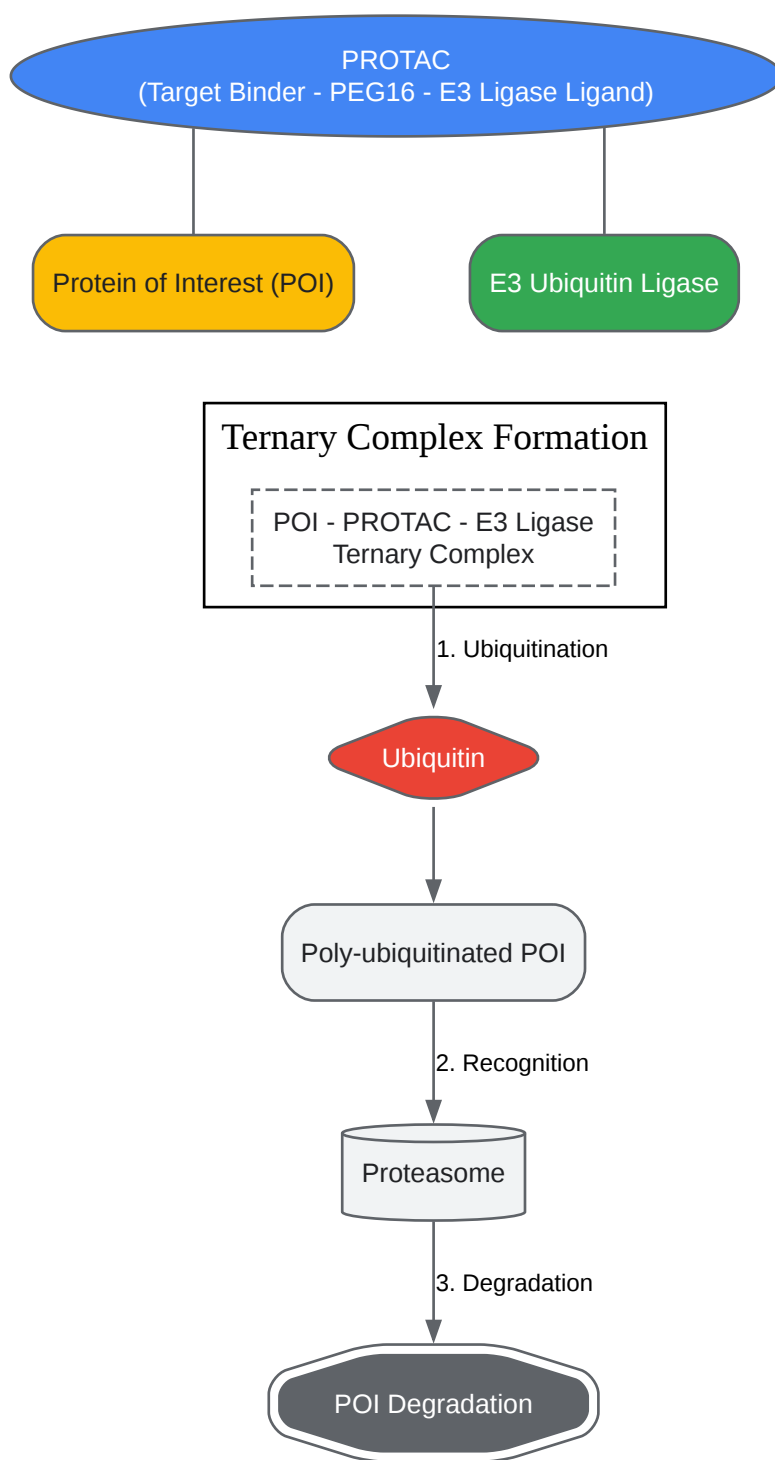 PROTAC
(Target Binder - PEG16 - E3 Ligase Ligand)
Protein of Interest (POI)
E3 Ubiquitin Ligase
Ternary Complex Formation
POI - PROTAC - E3 Ligase
Ternary Complex
1. Ubiquitination
Ubiquitin
Poly-ubiquitinated POI
2. Recognition
Proteasome
3. Degradation
POI Degradation